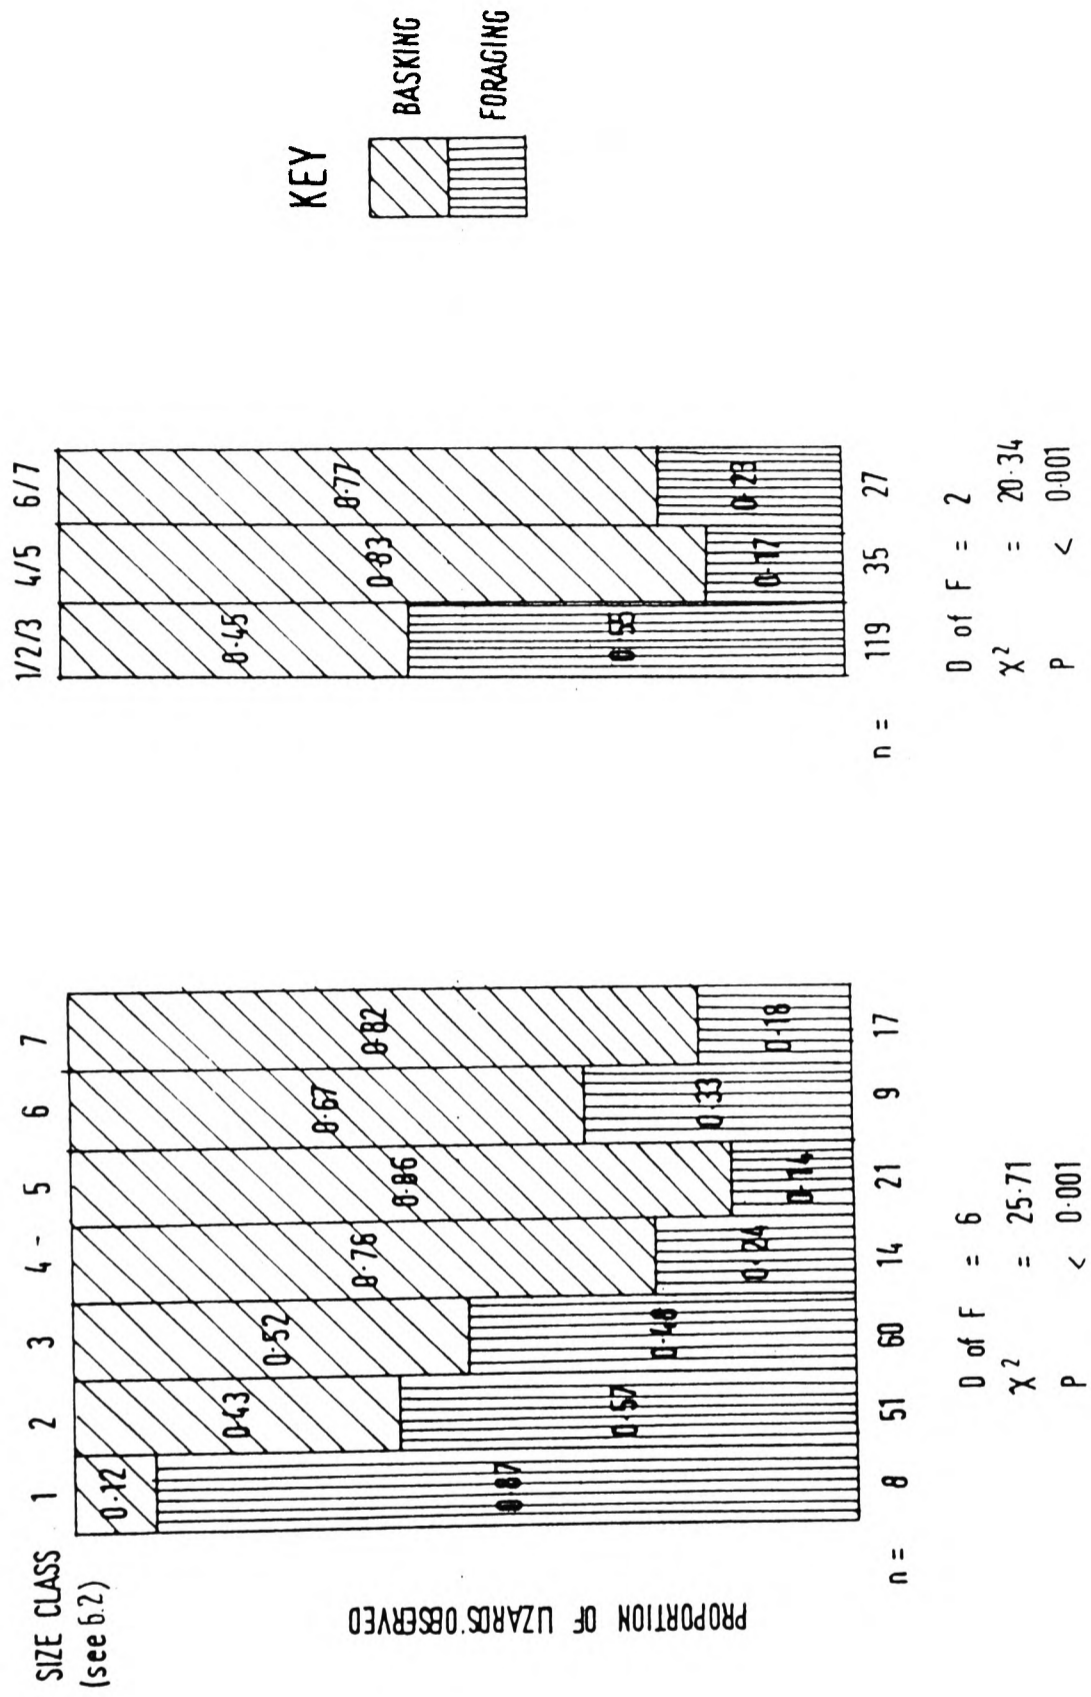 SIZE CLASS 1 2 3 4 - 5 6 7
(see 6.2)
PROPORTION OF LIZARDS OBSERVED
0·12 0·43 0·52 0·76 0·86 0·67 0·82
0·87 0·57 0·48 0·24 0·14 0·33 0·18
n = 8 51 60 14 21 9 17
D of F = 6
χ² = 25·71
P < 0·001
1/2/3 4/5 6/7
0·45 0·83 0·77
0·55 0·17 0·23
n = 119 35 27
D of F = 2
χ² = 20·34
P < 0·001
KEY
BASKING
FORAGING